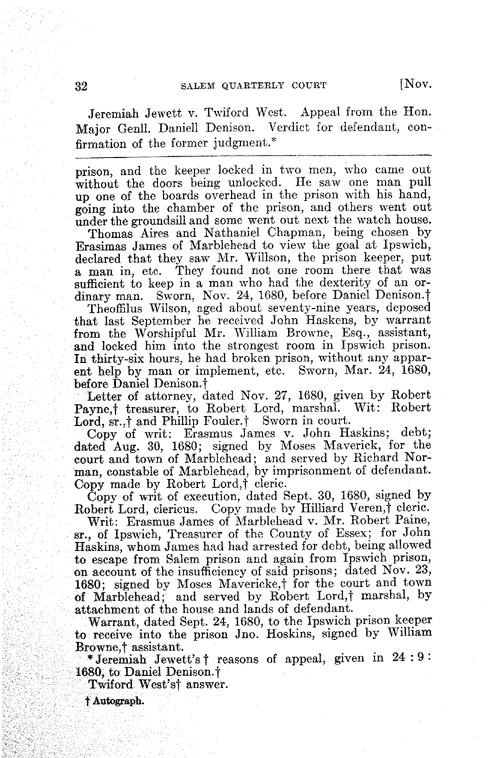 32 SALEM QUARTERLY COURT [Nov.
Jeremiah Jewett v. Twiford West. Appeal from the Hon.
Major Genll. Daniell Denison. Verdict for defendant, con-
firmation of the former judgment.*
prison, and the keeper locked in two men, who came out
without the doors being unlocked. He saw one man pull
up one of the boards overhead in the prison with his hand,
going into the chamber of the prison, and others went out
under the groundsill and some went out next the watch house.
Thomas Aires and Nathaniel Chapman, being chosen by
Erasimas James of Marblehead to view the goal at Ipswich,
declared that they saw Mr. Willson, the prison keeper, put
a man in, etc. They found not one room there that was
sufficient to keep in a man who had the dexterity of an or-
dinary man. Sworn, Nov. 24, 1680, before Daniel Denison.†
Theoffilus Wilson, aged about seventy-nine years, deposed
that last September he received John Haskens, by warrant
from the Worshipful Mr. William Browne, Esq., assistant,
and locked him into the strongest room in Ipswich prison.
In thirty-six hours, he had broken prison, without any appar-
ent help by man or implement, etc. Sworn, Mar. 24, 1680,
before Daniel Denison.†
Letter of attorney, dated Nov. 27, 1680, given by Robert
Payne,† treasurer, to Robert Lord, marshal. Wit: Robert
Lord, sr.,† and Phillip Fouler.† Sworn in court.
Copy of writ: Erasmus James v. John Haskins; debt;
dated Aug. 30, 1680; signed by Moses Maverick, for the
court and town of Marblehead; and served by Richard Nor-
man, constable of Marblehead, by imprisonment of defendant.
Copy made by Robert Lord,† cleric.
Copy of writ of execution, dated Sept. 30, 1680, signed by
Robert Lord, clericus. Copy made by Hilliard Veren,† cleric.
Writ: Erasmus James of Marblehead v. Mr. Robert Paine,
sr., of Ipswich, Treasurer of the County of Essex; for John
Haskins, whom James had had arrested for debt, being allowed
to escape from Salem prison and again from Ipswich prison,
on account of the insufficiency of said prisons; dated Nov. 23,
1680; signed by Moses Mavericke,† for the court and town
of Marblehead; and served by Robert Lord,† marshal, by
attachment of the house and lands of defendant.
Warrant, dated Sept. 24, 1680, to the Ipswich prison keeper
to receive into the prison Jno. Hoskins, signed by William
Browne,† assistant.
*Jeremiah Jewett's† reasons of appeal, given in 24 : 9 :
1680, to Daniel Denison.†
Twiford West's† answer.
† Autograph.